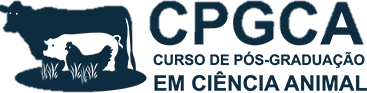 CPGCA
CURSO DE PÓS-GRADUAÇÃO
EM CIÊNCIA ANIMAL